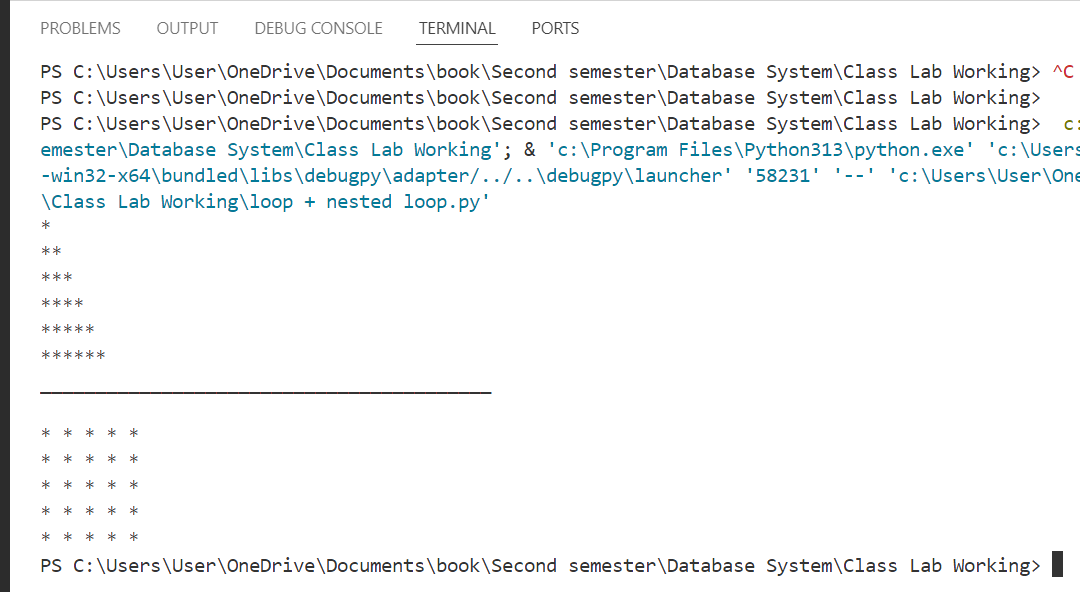 PROBLEMS OUTPUT DEBUG CONSOLE TERMINAL PORTS
PS C:\Users\User\OneDrive\Documents\book\Second semester\Database System\Class Lab Working> ^C
PS C:\Users\User\OneDrive\Documents\book\Second semester\Database System\Class Lab Working>
PS C:\Users\User\OneDrive\Documents\book\Second semester\Database System\Class Lab Working>  c:
emester\Database System\Class Lab Working'; & 'c:\Program Files\Python313\python.exe' 'c:\Users
-win32-x64\bundled\libs\debugpy\adapter/../..\debugpy\launcher' '58231' '--' 'c:\Users\User\One
\Class Lab Working\loop + nested loop.py'
*
**
***
****
*****
******
_________________________________________
* * * * *
* * * * *
* * * * *
* * * * *
* * * * *
PS C:\Users\User\OneDrive\Documents\book\Second semester\Database System\Class Lab Working>